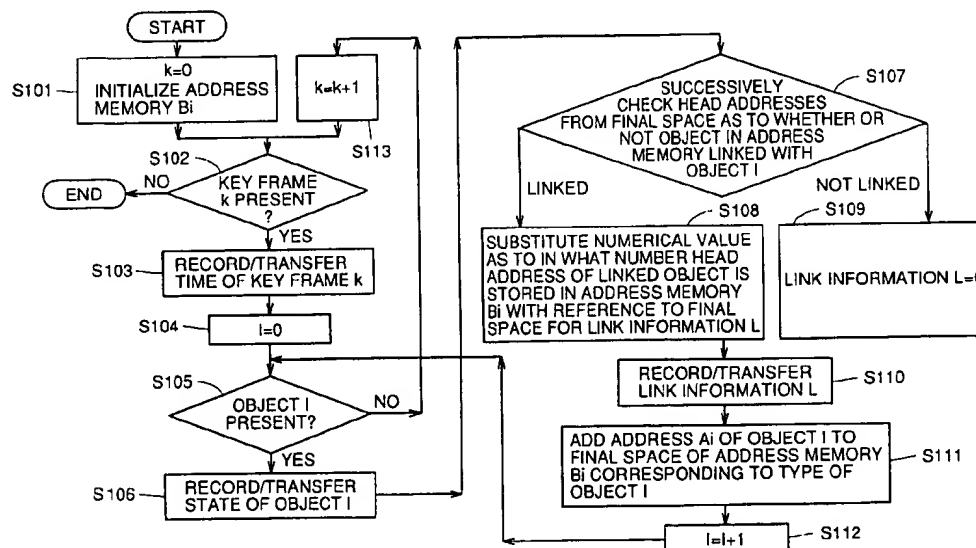 START
S101
k=0
INITIALIZE ADDRESS
MEMORY Bi
k=k+1
S113
S102
KEY FRAME
k PRESENT
?
NO
END
YES
S103
RECORD/TRANSFER
TIME OF KEY FRAME k
S104
I=0
S105
OBJECT I
PRESENT?
NO
YES
S106
RECORD/TRANSFER
STATE OF OBJECT I
S107
SUCCESSIVELY
CHECK HEAD ADDRESSES
FROM FINAL SPACE AS TO WHETHER OR
NOT OBJECT IN ADDRESS
MEMORY LINKED WITH
OBJECT I
LINKED
NOT LINKED
S108
SUBSTITUTE NUMERICAL VALUE
AS TO IN WHAT NUMBER HEAD
ADDRESS OF LINKED OBJECT IS
STORED IN ADDRESS MEMORY
Bi WITH REFERENCE TO FINAL
SPACE FOR LINK INFORMATION L
S109
LINK INFORMATION L=0
RECORD/TRANSFER
LINK INFORMATION L
S110
ADD ADDRESS Ai OF OBJECT I TO
FINAL SPACE OF ADDRESS MEMORY
Bi CORRESPONDING TO TYPE OF
OBJECT I
S111
I=I+1
S112